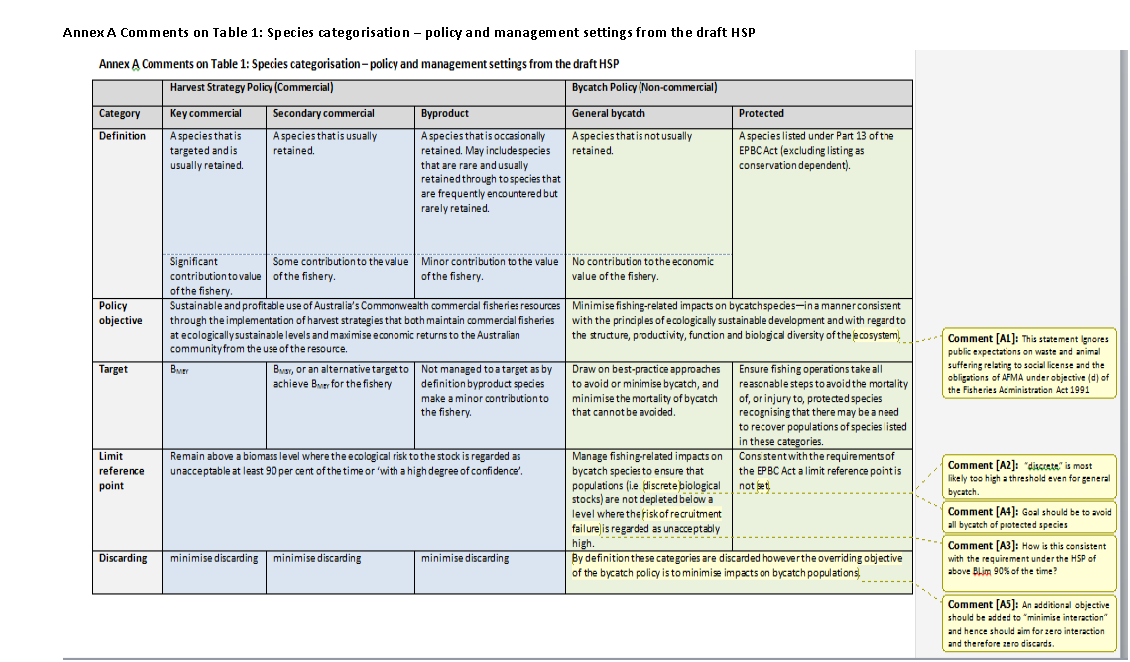 Annex A Comments on Table 1: Species categorisation – policy and management settings from the draft HSP
Annex A Comments on Table 1: Species categorisation – policy and management settings from the draft HSP
Harvest Strategy Policy (Commercial)
Bycatch Policy (Non-commercial)
Category
Key commercial
Secondary commercial
Byproduct
General bycatch
Protected
Definition
A species that is
targeted and is
usually retained.
A species that is usually
retained.
A species that is occasionally
retained. May include species
that are rare and usually
retained through to species that
are frequently encountered but
rarely retained.
A species that is not usually
retained.
A species listed under Part 13 of the
EPBC Act (excluding listing as
conservation dependent).
Significant
contribution to value
of the fishery.
Some contribution to the value
of the fishery.
Minor contribution to the value
of the fishery.
No contribution to the economic
value of the fishery.
Policy
objective
Sustainable and profitable use of Australia's Commonwealth commercial fisheries resources
through the implementation of harvest strategies that both maintain commercial fisheries
at ecologically sustainable levels and maximise economic returns to the Australian
community from the use of the resource.
Minimise fishing-related impacts on bycatch species—in a manner consistent
with the principles of ecologically sustainable development and with regard to
the structure, productivity, function and biological diversity of the ecosystem.
Comment [A1]: This statement ignores
public expectations on waste and animal
suffering relating to social license and the
obligations of AFMA under objective (d) of
the Fisheries Administration Act 1991
Target
BMEY
BMSY, or an alternative target to
achieve BMEY for the fishery
Not managed to a target as by
definition byproduct species
make a minor contribution to
the fishery.
Draw on best-practice approaches
to avoid or minimise bycatch, and
minimise the mortality of bycatch
that cannot be avoided.
Ensure fishing operations take all
reasonable steps to avoid the mortality
of, or injury to, protected species
recognising that there may be a need
to recover populations of species listed
in these categories.
Limit
reference
point
Remain above a biomass level where the ecological risk to the stock is regarded as
unacceptable at least 90 per cent of the time or 'with a high degree of confidence'.
Manage fishing-related impacts on
bycatch species to ensure that
populations (i.e. discrete biological
stocks) are not depleted below a
level where the risk of recruitment
failure is regarded as unacceptably
high.
Consistent with the requirements of
the EPBC Act a limit reference point is
not set.
Comment [A2]: "discrete" is most
likely too high a threshold even for general
bycatch.
Comment [A4]: Goal should be to avoid
all bycatch of protected species
Comment [A3]: How is this consistent
with the requirement under the HSP of
above BLim 90% of the time?
Discarding
minimise discarding
minimise discarding
minimise discarding
By definition these categories are discarded however the overriding objective
of the bycatch policy is to minimise impacts on bycatch populations.
Comment [A5]: An additional objective
should be added to "minimise interaction"
and hence should aim for zero interaction
and therefore zero discards.